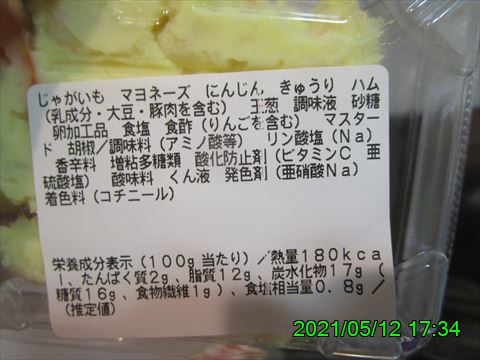 じゃがいも マヨネーズ にんじん きゅうり ハム
(乳成分・大豆・豚肉を含む) 玉葱 調味液 砂糖
卵加工品 食塩 食酢(りんごを含む) マスター
ド 胡椒／調味料(アミノ酸等) リン酸塩(Na)
香辛料 増粘多糖類 酸化防止剤(ビタミンC 亜
硫酸塩) 酸味料 くん液 発色剤(亜硝酸Na)
着色料(コチニール)
栄養成分表示(100g当たり)／熱量180kca
l、たんぱく質2g、脂質12g、炭水化物17g(
糖質16g、食物繊維1g)、食塩相当量0.8g／
(推定値)
2021/05/12 17:34